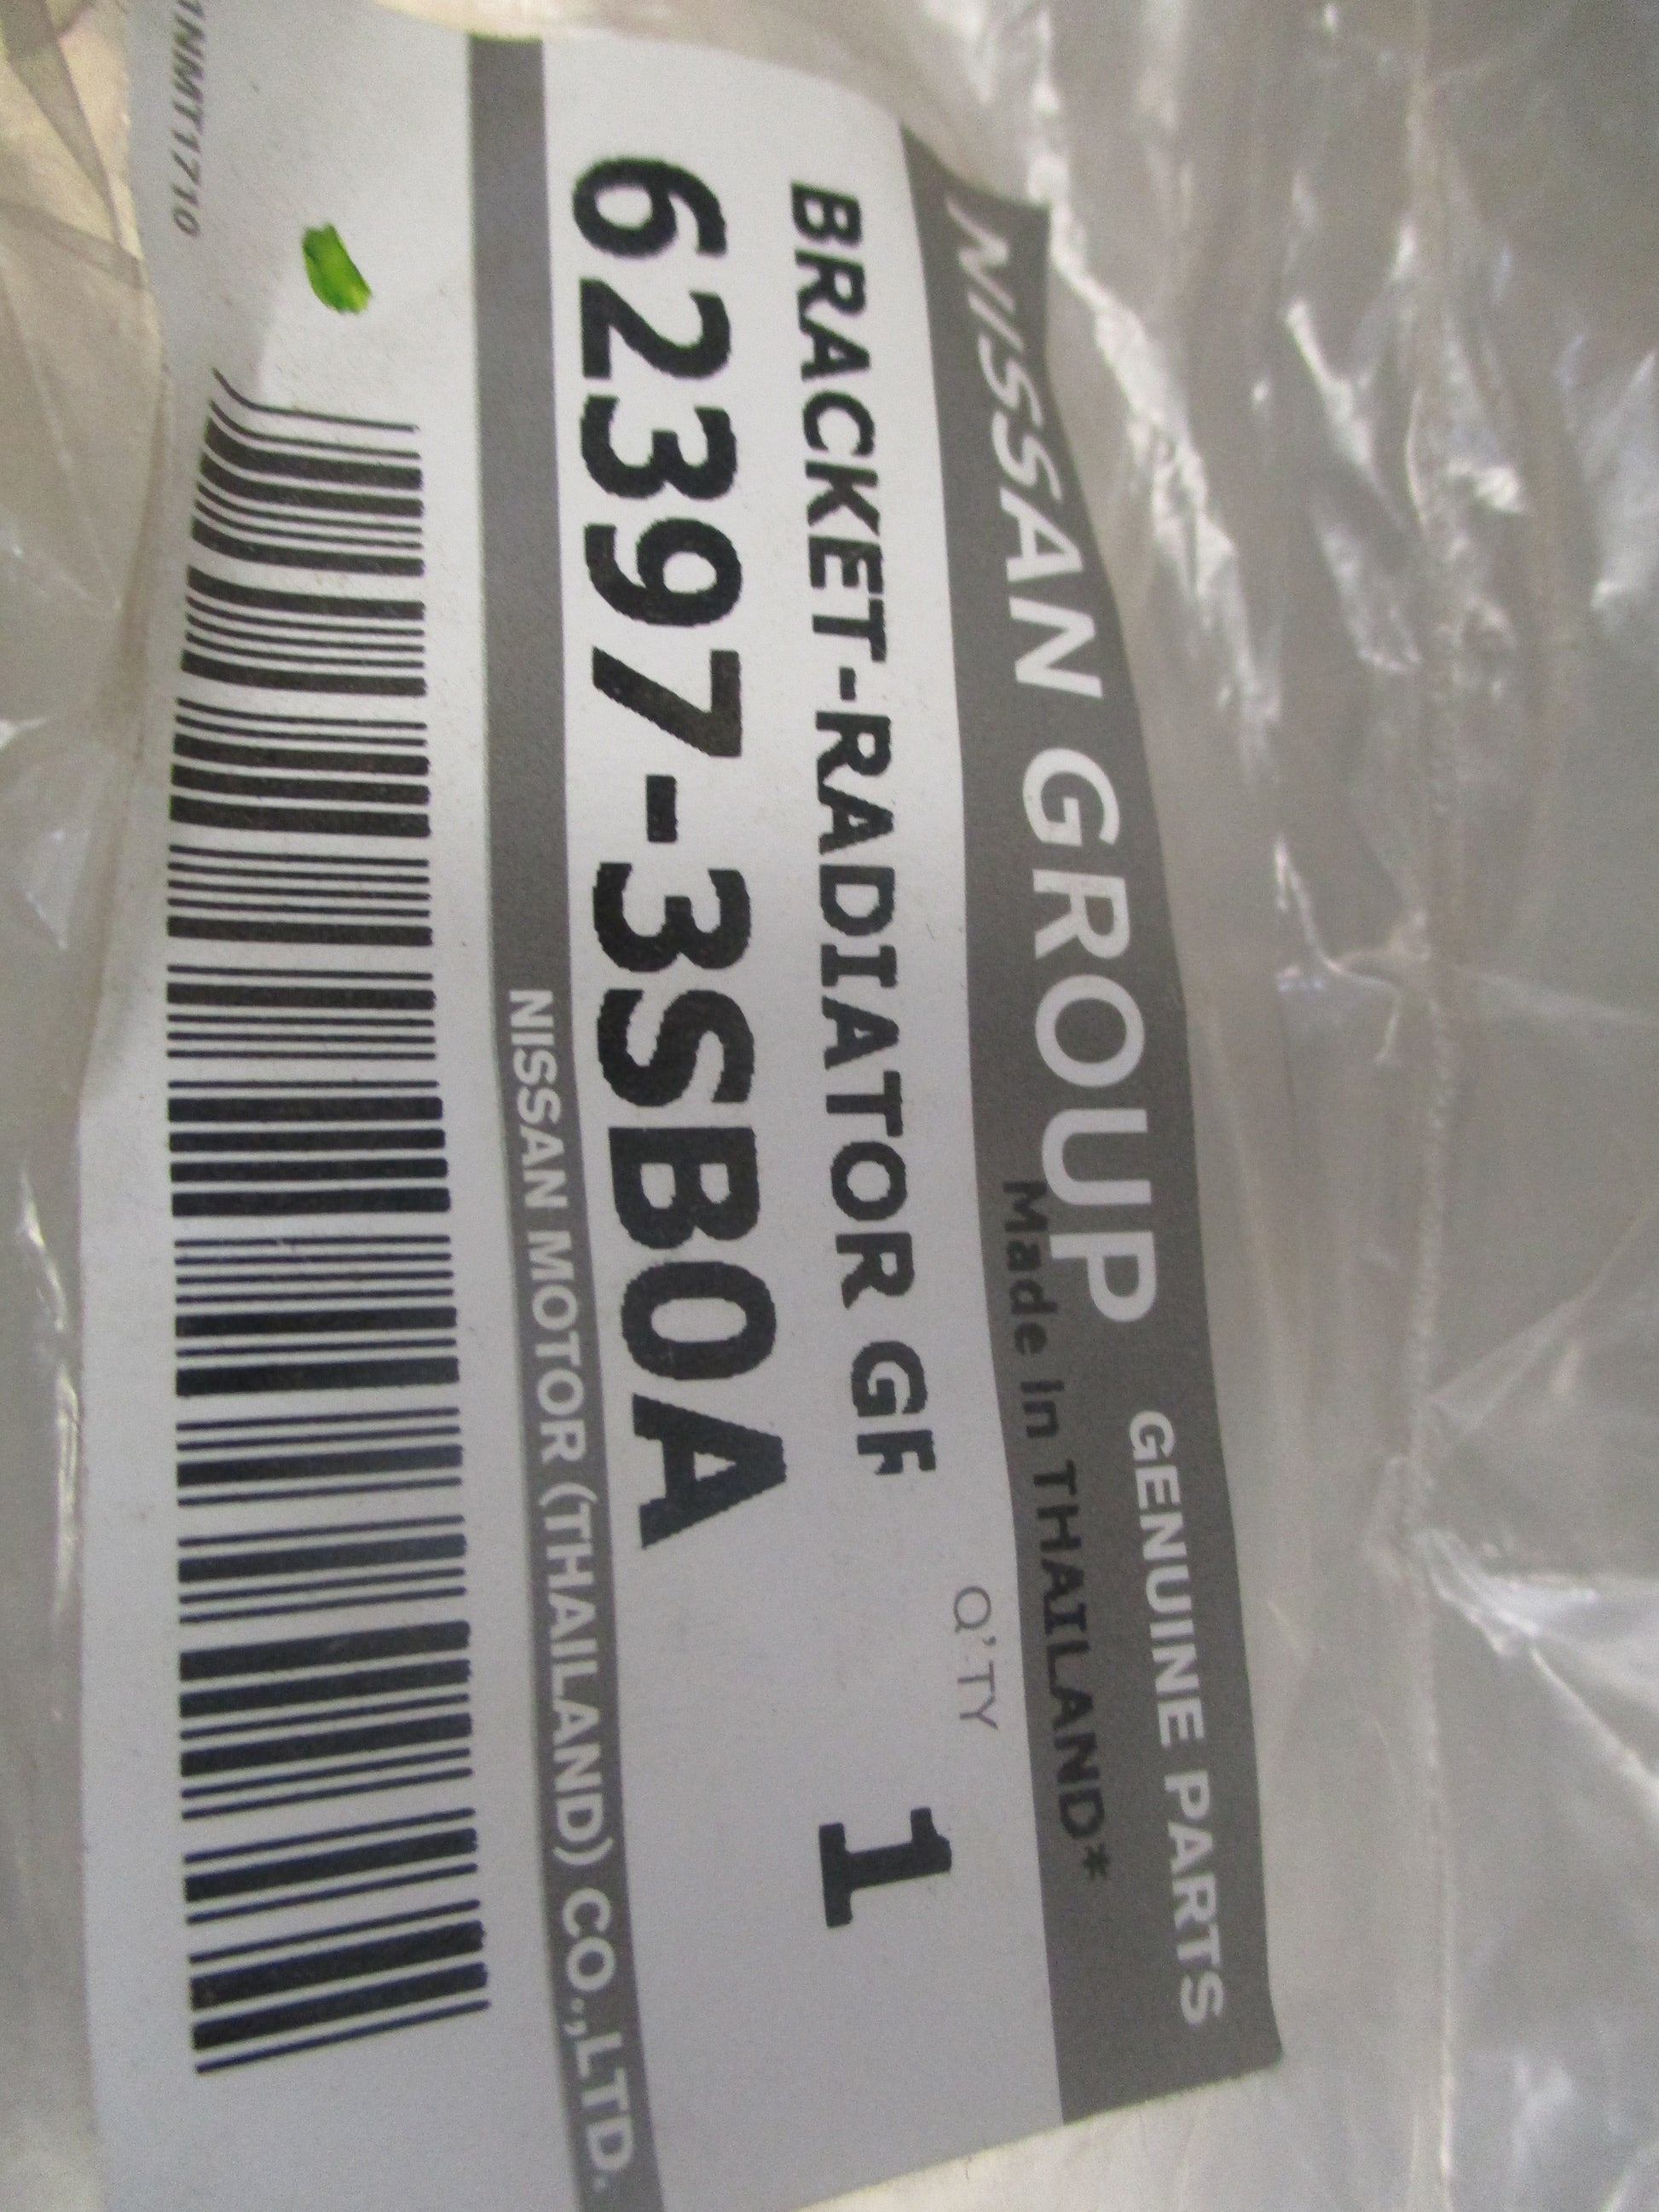 NISSAN GROUP GENUINE PARTS
Made In THAILAND*
BRACKET-RADIATOR GF
Q'TY 1
62397-3SB0A
NISSAN MOTOR (THAILAND) CO.,LTD.
1NMT1710